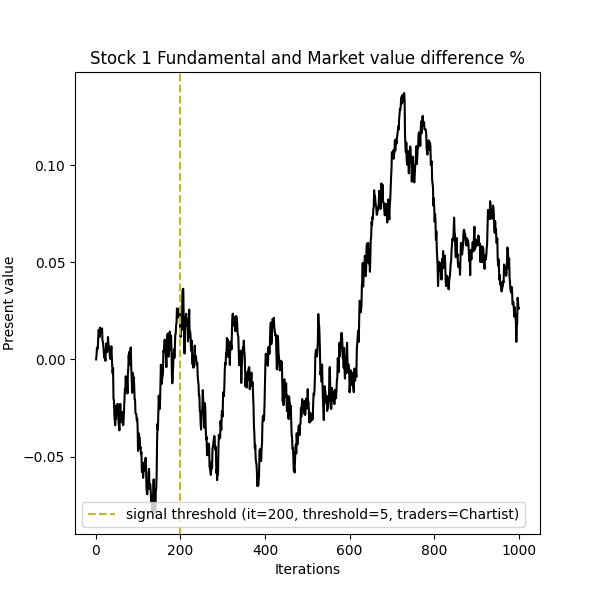 Stock 1 Fundamental and Market value difference %
0.10
0.05
0.00
−0.05
Present value
signal threshold (it=200, threshold=5, traders=Chartist)
0 200 400 600 800 1000
Iterations